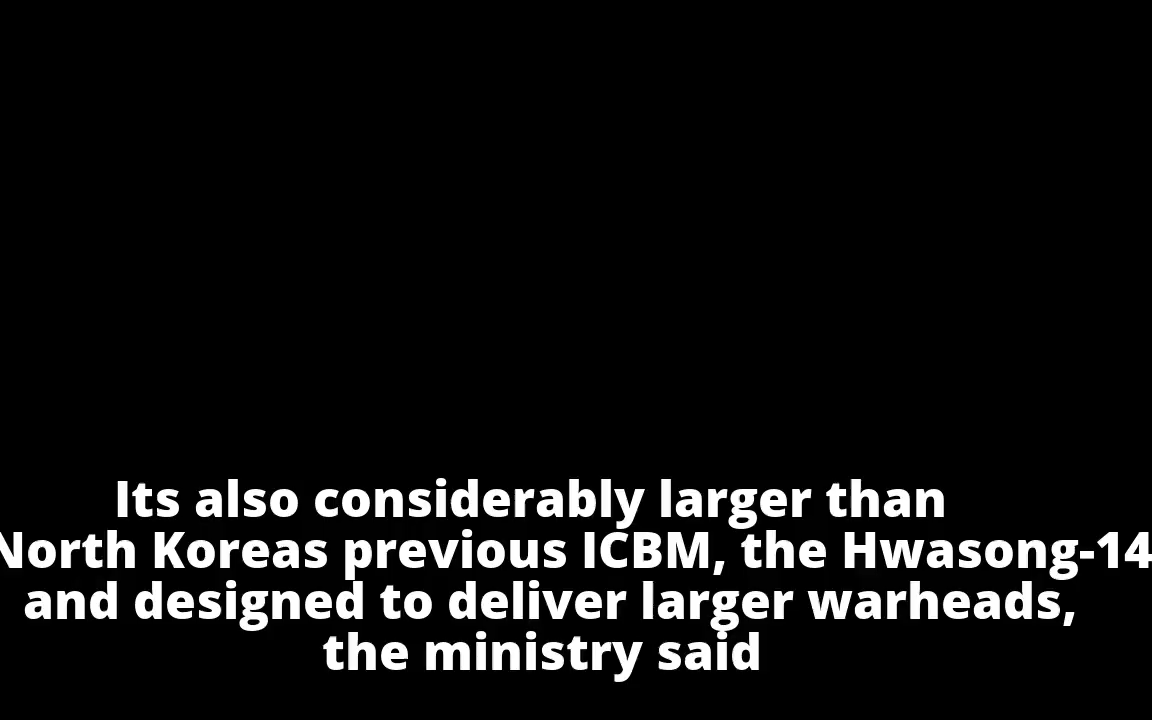 Its also considerably larger than
North Koreas previous ICBM, the Hwasong-14
and designed to deliver larger warheads,
the ministry said